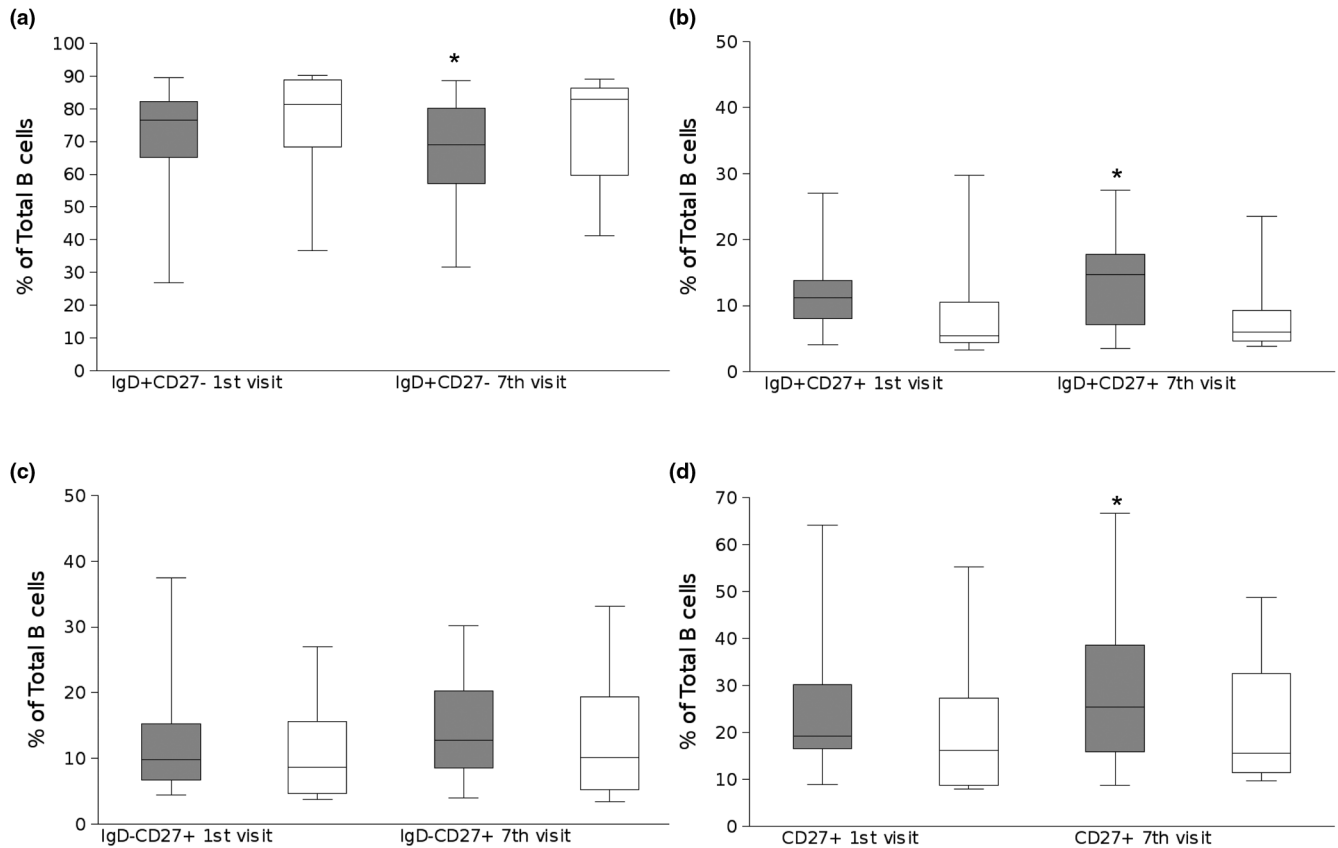 (a)
% of Total B cells
100
90
80
70
60
50
40
30
20
10
0
*
IgD+CD27- 1st visit
IgD+CD27- 7th visit
(b)
% of Total B cells
50
40
30
20
10
0
*
IgD+CD27+ 1st visit
IgD+CD27+ 7th visit
(c)
% of Total B cells
50
40
30
20
10
0
IgD-CD27+ 1st visit
IgD-CD27+ 7th visit
(d)
% of Total B cells
70
60
50
40
30
20
10
0
*
CD27+ 1st visit
CD27+ 7th visit